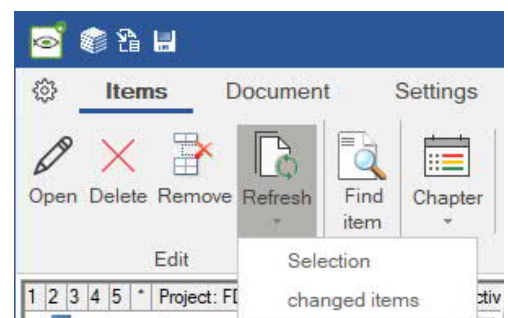 Items Document Settings
Open Delete Remove Refresh Find item Chapter
Edit
Selection
changed items
1 2 3 4 5 * Project: